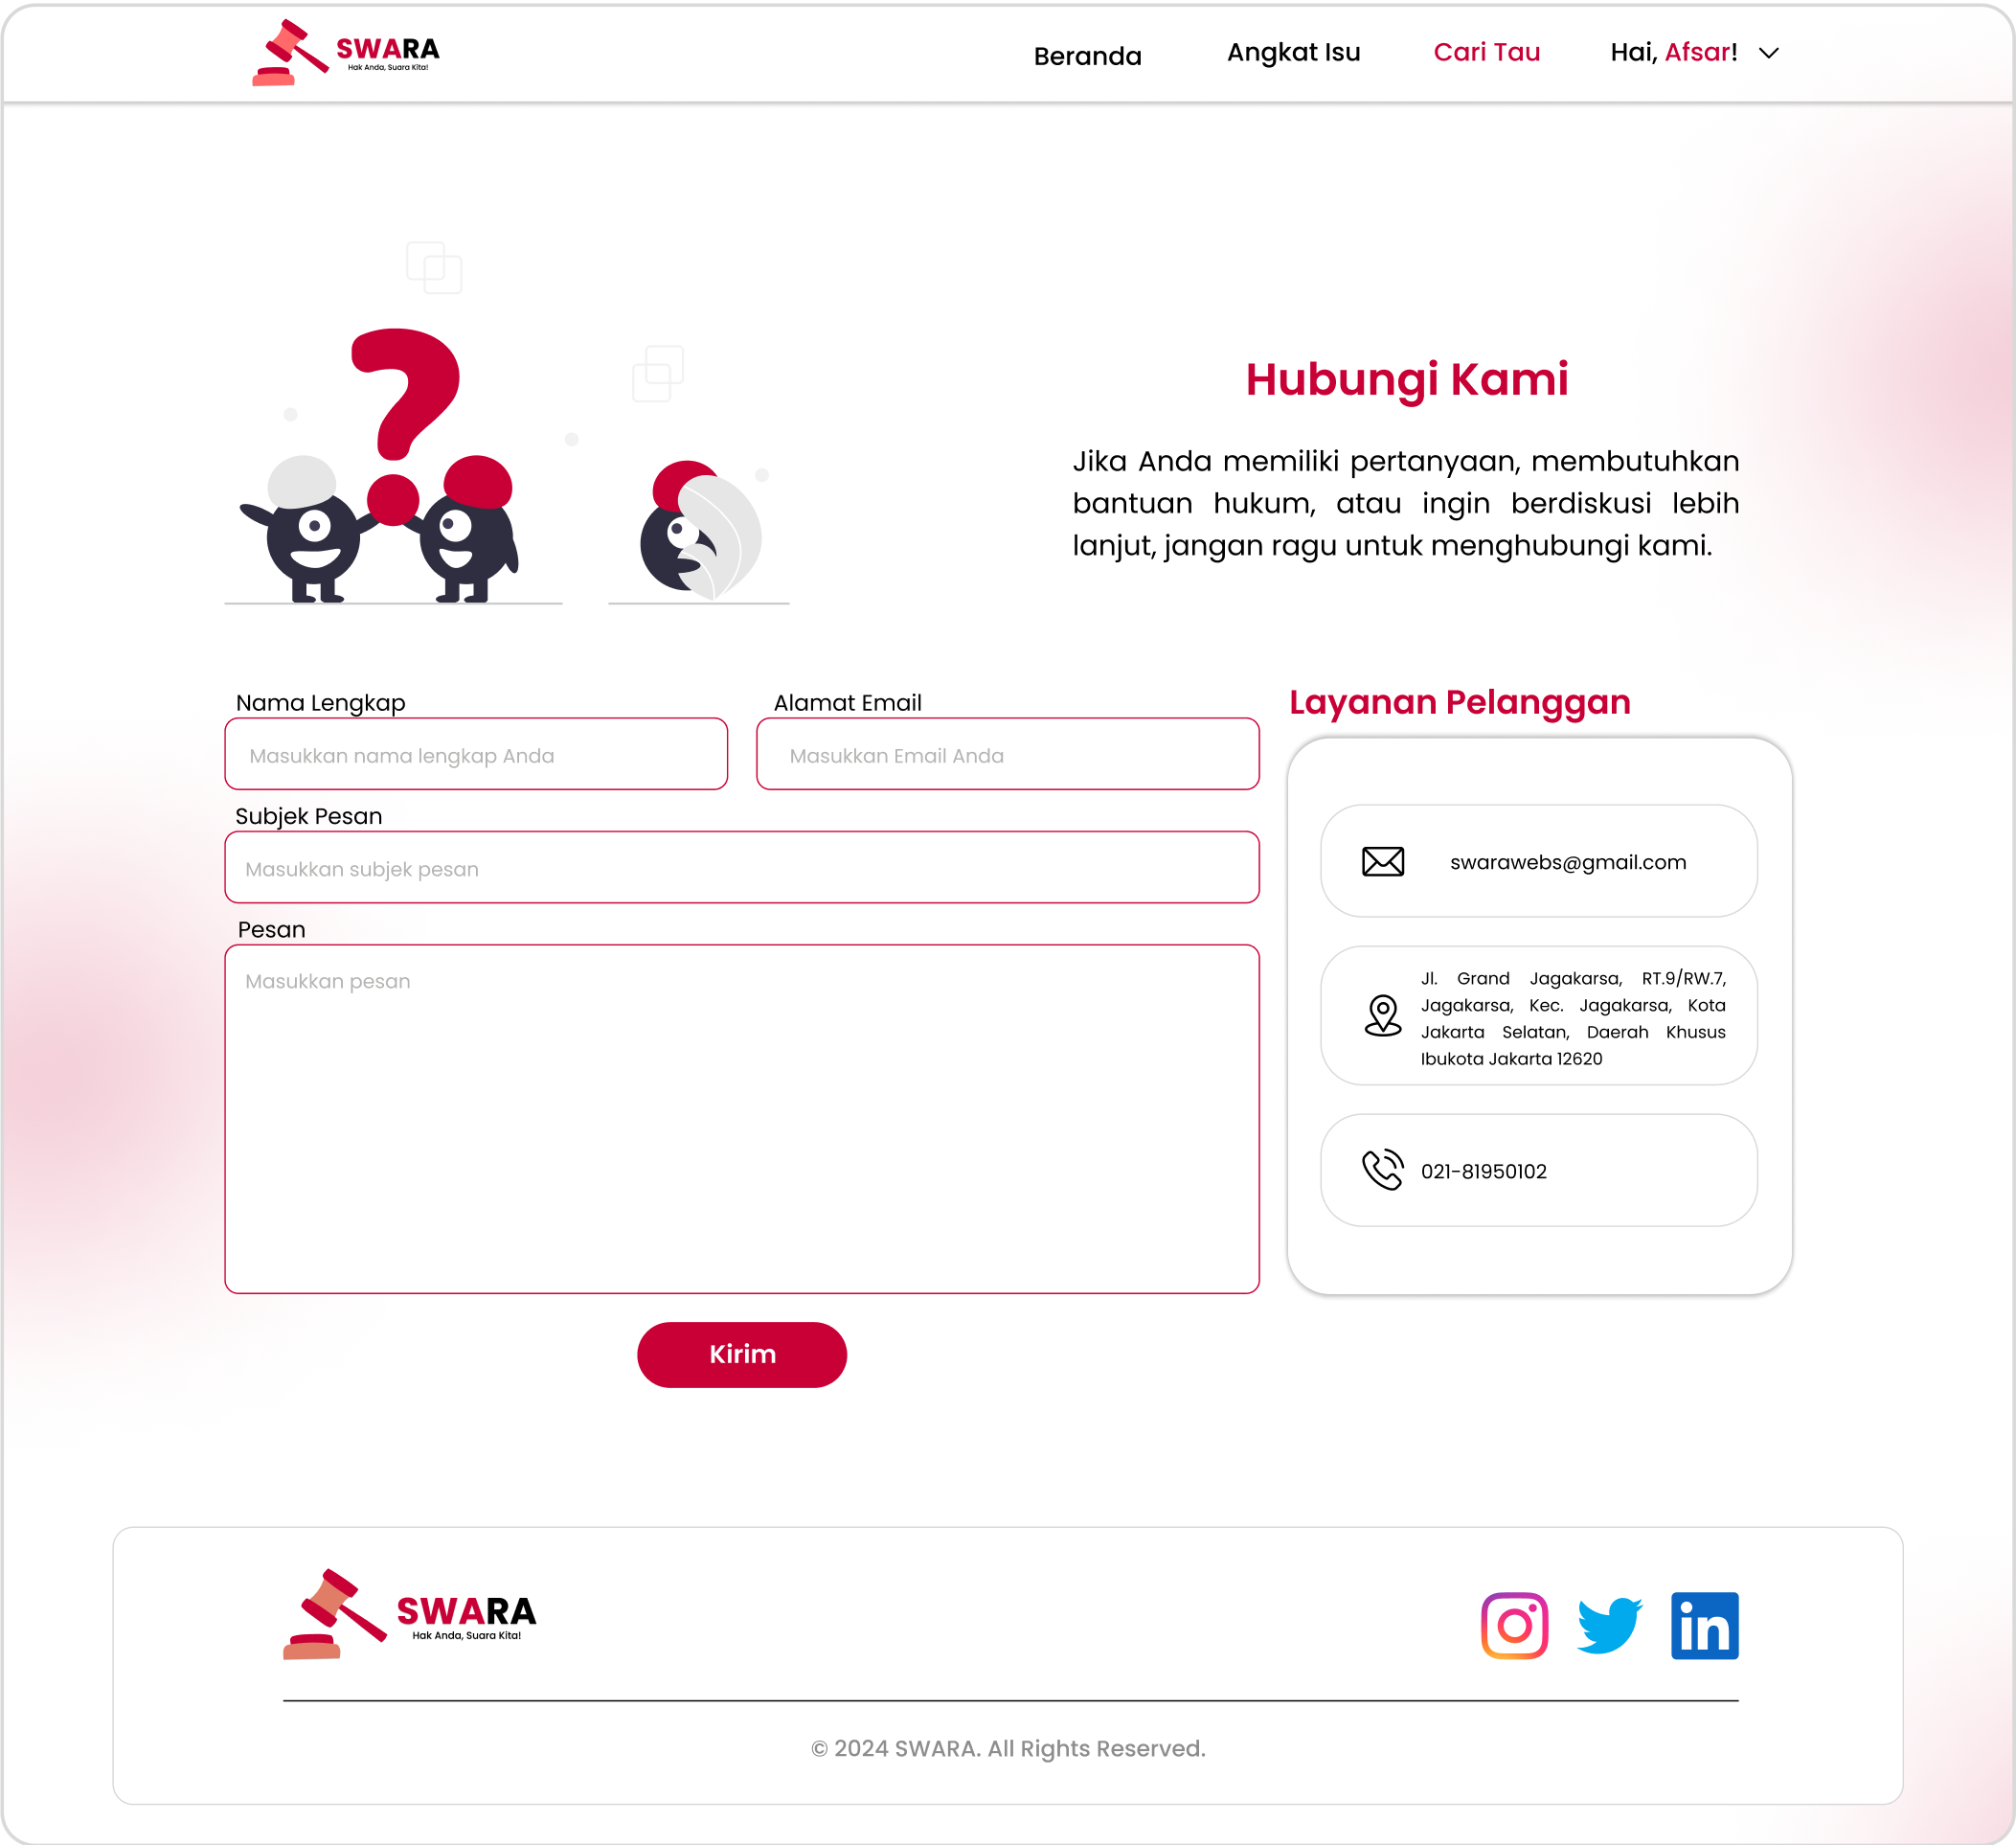 SWARA
Hak Anda, Suara Kita!
Beranda
Angkat Isu
Cari Tau
Hai, Afsar!
Hubungi Kami
Jika Anda memiliki pertanyaan, membutuhkan
bantuan hukum, atau ingin berdiskusi lebih
lanjut, jangan ragu untuk menghubungi kami.
Nama Lengkap
Masukkan nama lengkap Anda
Alamat Email
Masukkan Email Anda
Subjek Pesan
Masukkan subjek pesan
Pesan
Masukkan pesan
Kirim
Layanan Pelanggan
swarawebs@gmail.com
Jl. Grand Jagakarsa, RT.9/RW.7,
Jagakarsa, Kec. Jagakarsa, Kota
Jakarta Selatan, Daerah Khusus
Ibukota Jakarta 12620
021-81950102
SWARA
Hak Anda, Suara Kita!
© 2024 SWARA. All Rights Reserved.